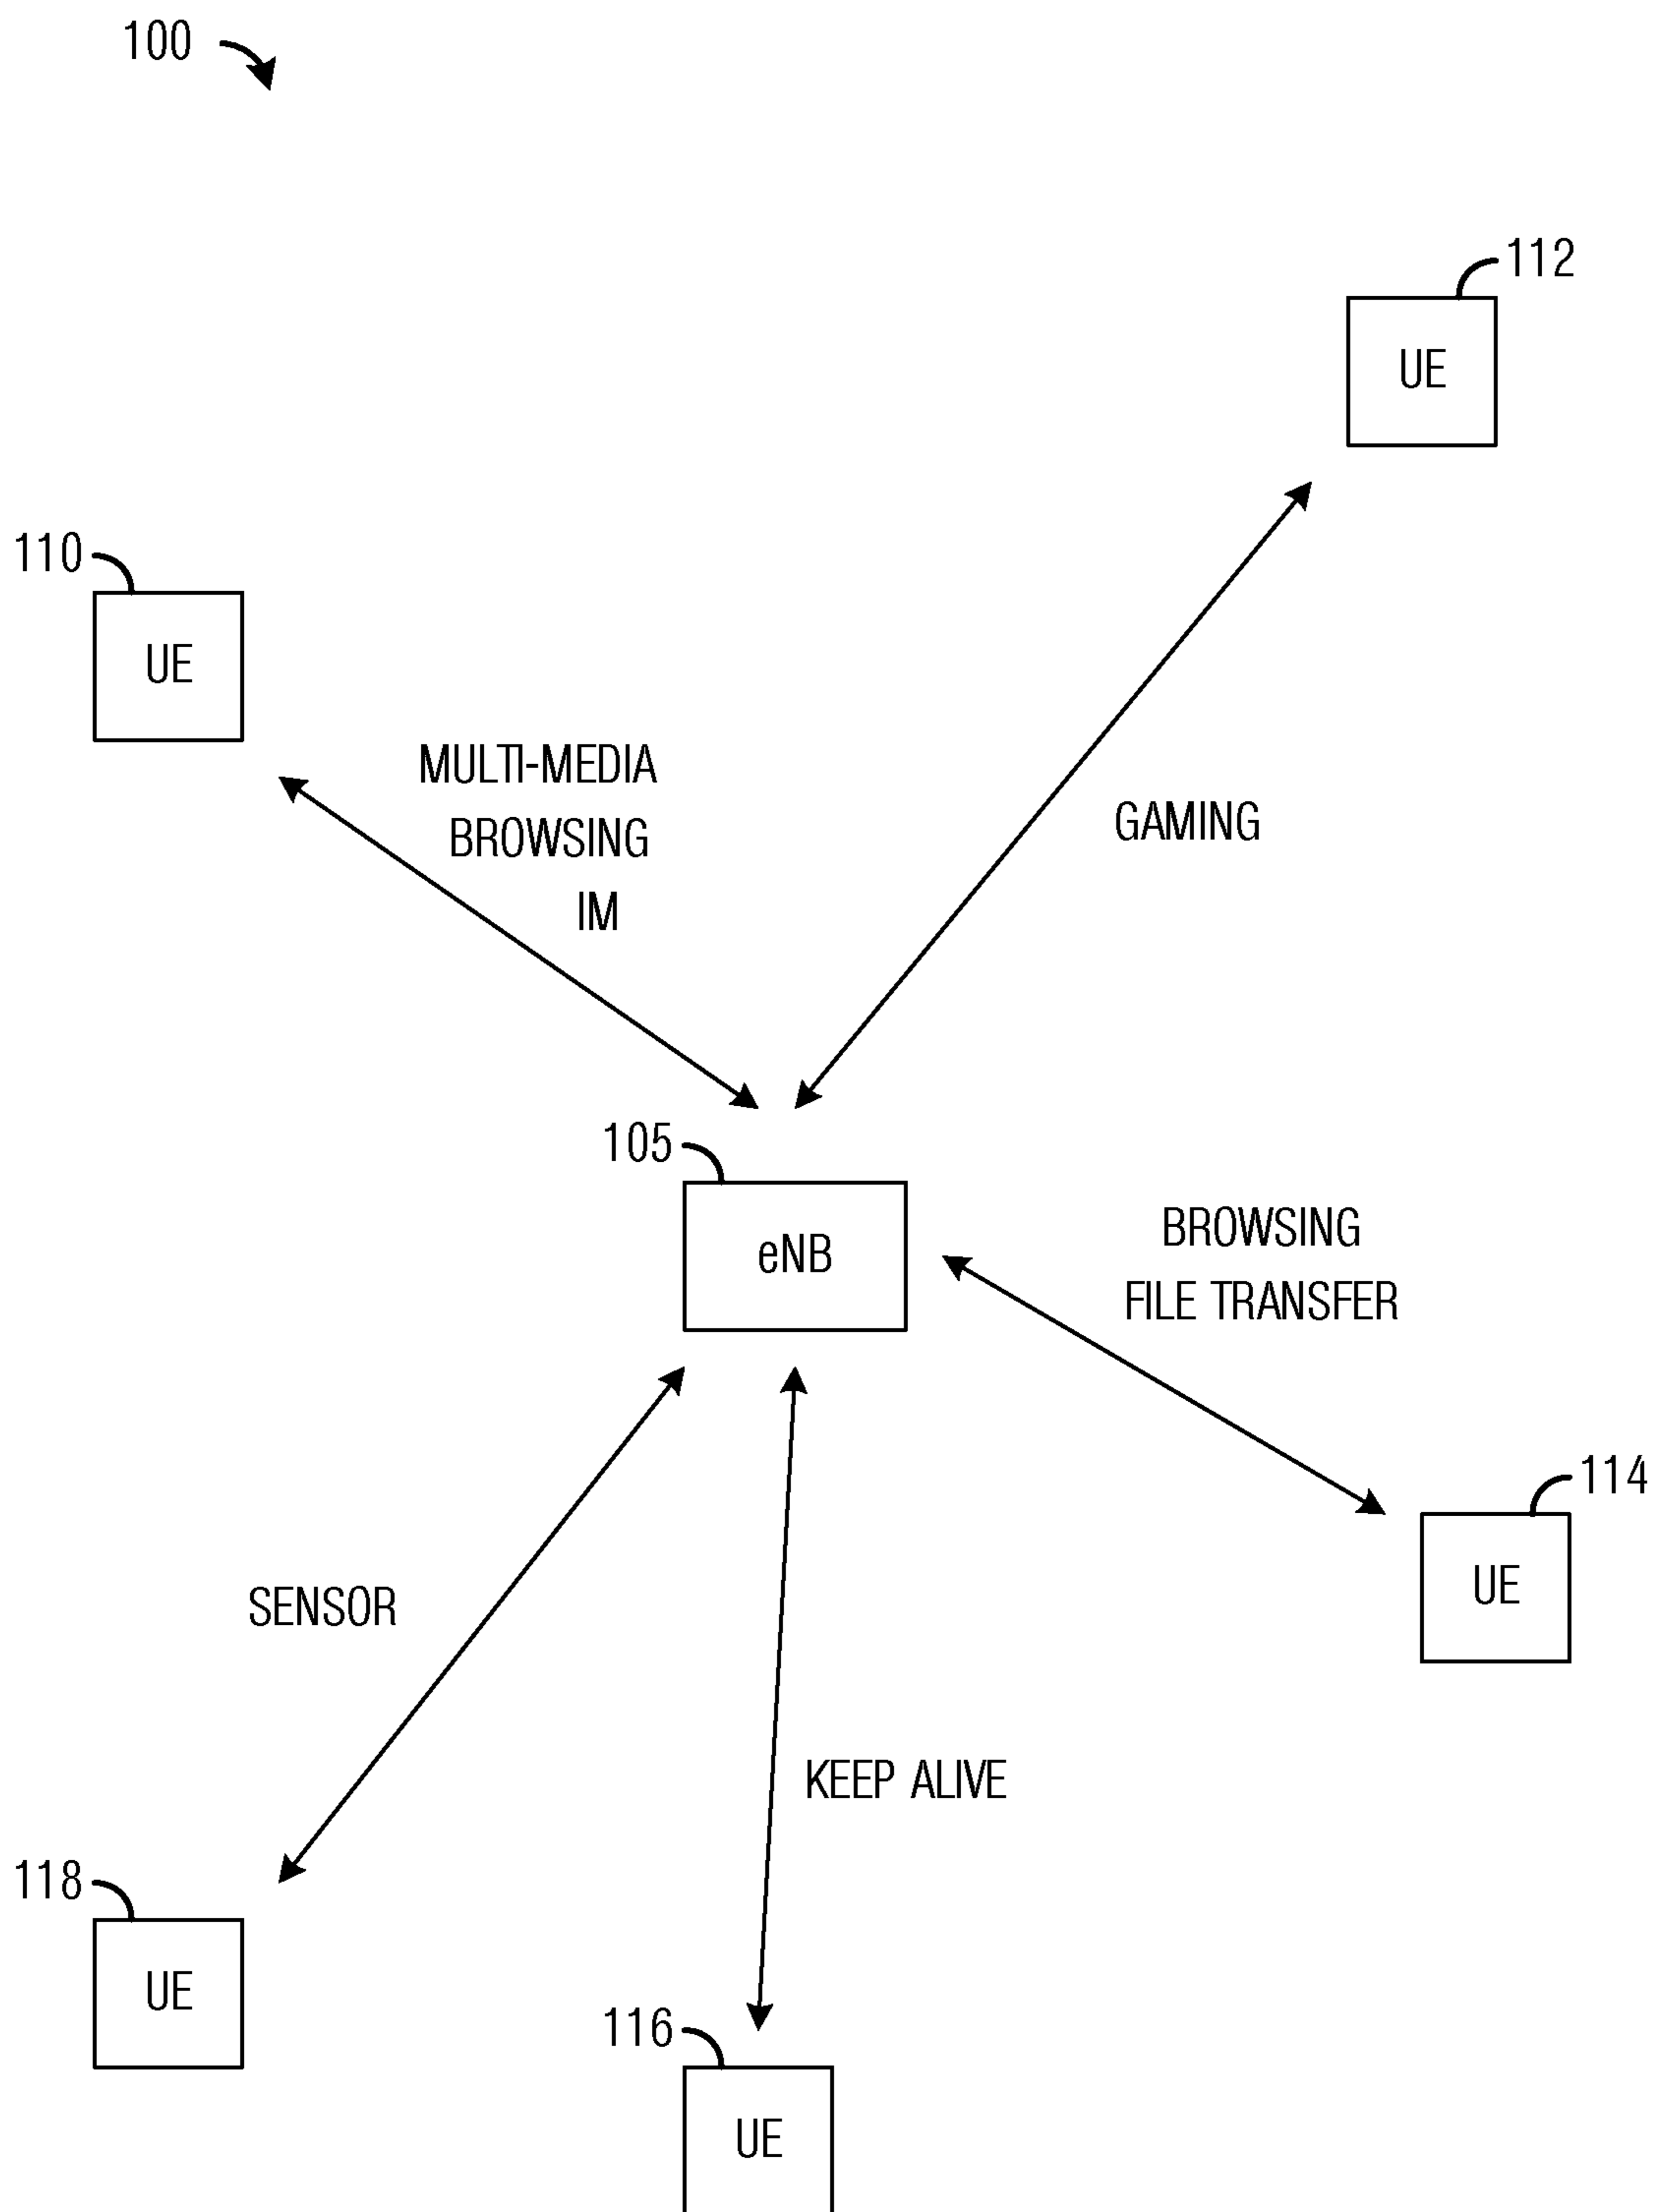 100
112
UE
110
UE
MULTI-MEDIA
BROWSING
IM
GAMING
105
eNB
BROWSING
FILE TRANSFER
114
UE
SENSOR
KEEP ALIVE
118
UE
116
UE